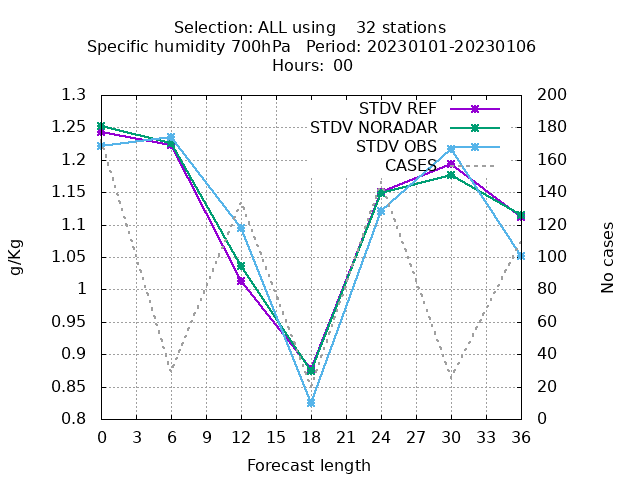 Selection: ALL using 32 stations
Specific humidity 700hPa Period: 20230101-20230106
Hours: 00
1.3
1.25
1.2
1.15
1.1
1.05
1
0.95
0.9
0.85
0.8
g/Kg
STDV REF
STDV NORADAR
STDV OBS
CASES
200
180
160
140
120
100
80
60
40
20
0
No cases
0 3 6 9 12 15 18 21 24 27 30 33 36
Forecast length